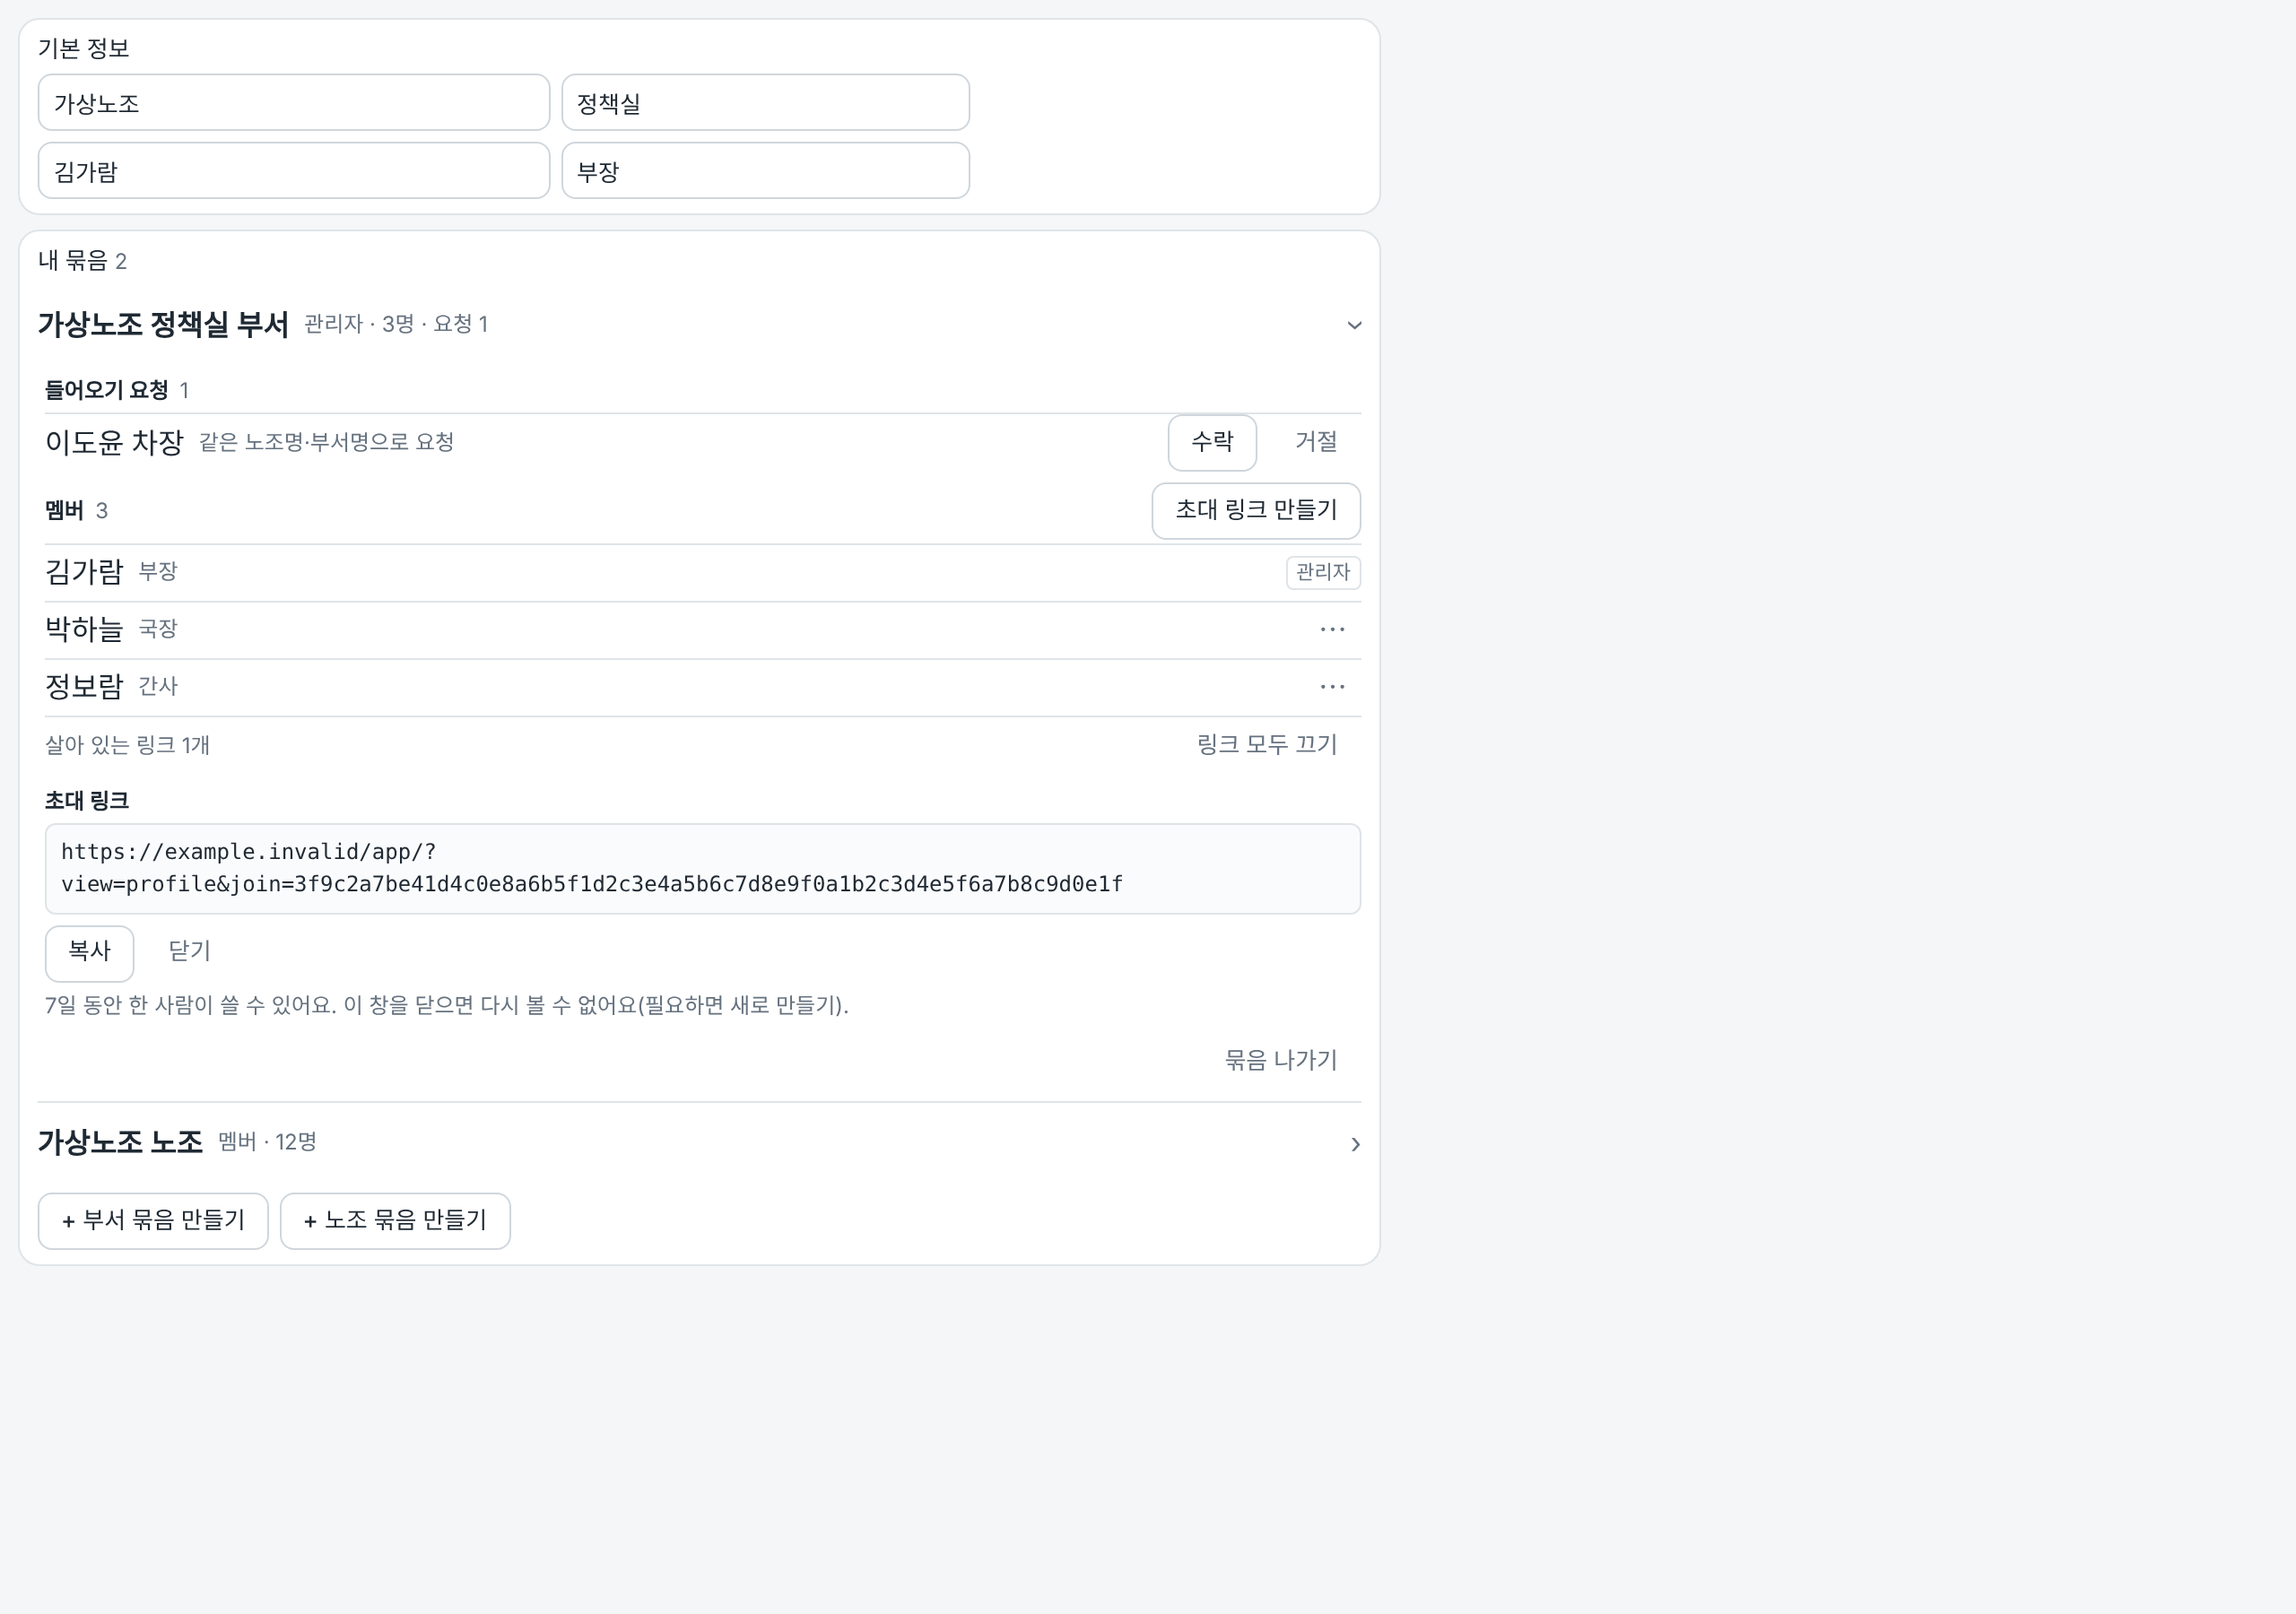 기본 정보
가상노조 정책실
김가람 부장
내 묶음 2
가상노조 정책실 부서 관리자 · 3명 · 요청 1
들어오기 요청 1
이도윤 차장 같은 노조명·부서명으로 요청 수락 거절
멤버 3 초대 링크 만들기
김가람 부장 관리자
박하늘 국장 ···
정보람 간사 ···
살아 있는 링크 1개 링크 모두 끄기
초대 링크
https://example.invalid/app/?
view=profile&join=3f9c2a7be41d4c0e8a6b5f1d2c3e4a5b6c7d8e9f0a1b2c3d4e5f6a7b8c9d0e1f
복사 닫기
7일 동안 한 사람이 쓸 수 있어요. 이 창을 닫으면 다시 볼 수 없어요(필요하면 새로 만들기).
묶음 나가기
가상노조 노조 멤버 · 12명
+ 부서 묶음 만들기 + 노조 묶음 만들기